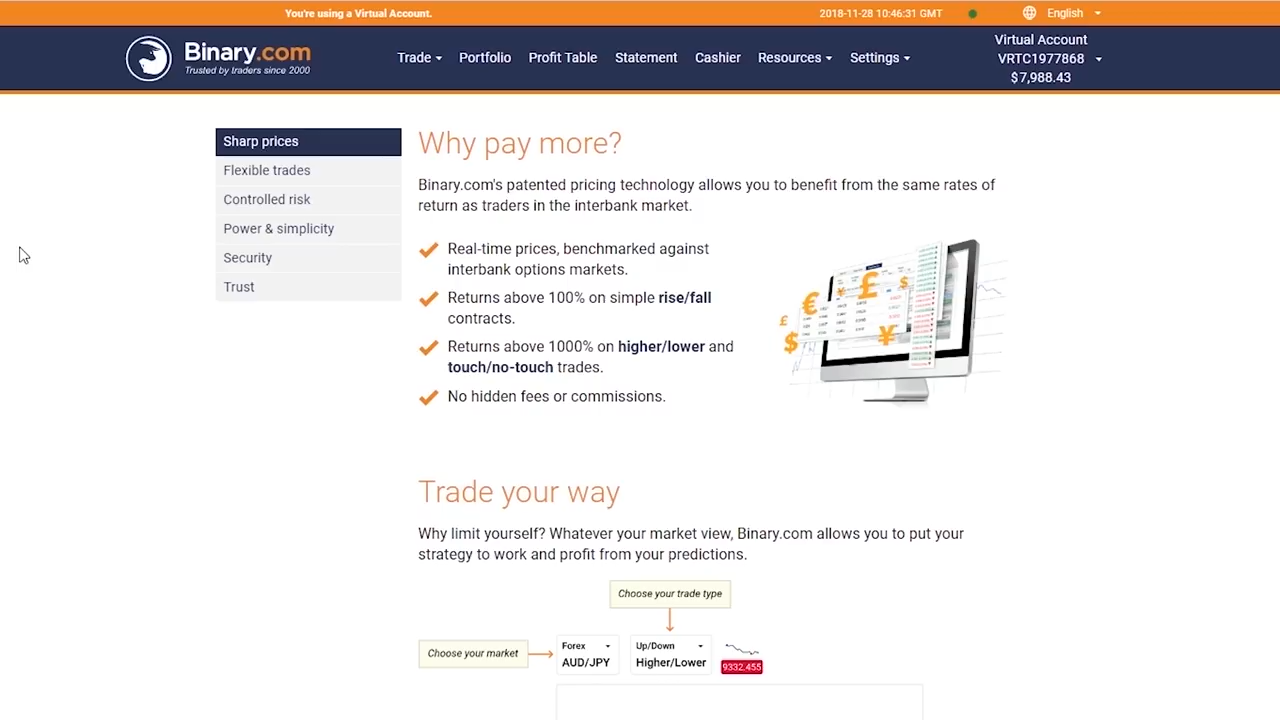 You're using a Virtual Account.
2018-11-28 10:46:31 GMT
English
Binary.com
Trusted by traders since 2000
Trade
Portfolio
Profit Table
Statement
Cashier
Resources
Settings
Virtual Account
VRTC1977868
$7,988.43
Sharp prices
Flexible trades
Controlled risk
Power & simplicity
Security
Trust
Why pay more?
Binary.com's patented pricing technology allows you to benefit from the same rates of
return as traders in the interbank market.
Real-time prices, benchmarked against
interbank options markets.
Returns above 100% on simple rise/fall
contracts.
Returns above 1000% on higher/lower and
touch/no-touch trades.
No hidden fees or commissions.
Trade your way
Why limit yourself? Whatever your market view, Binary.com allows you to put your
strategy to work and profit from your predictions.
Choose your trade type
Choose your market
Forex
AUD/JPY
Up/Down
Higher/Lower
9332.455